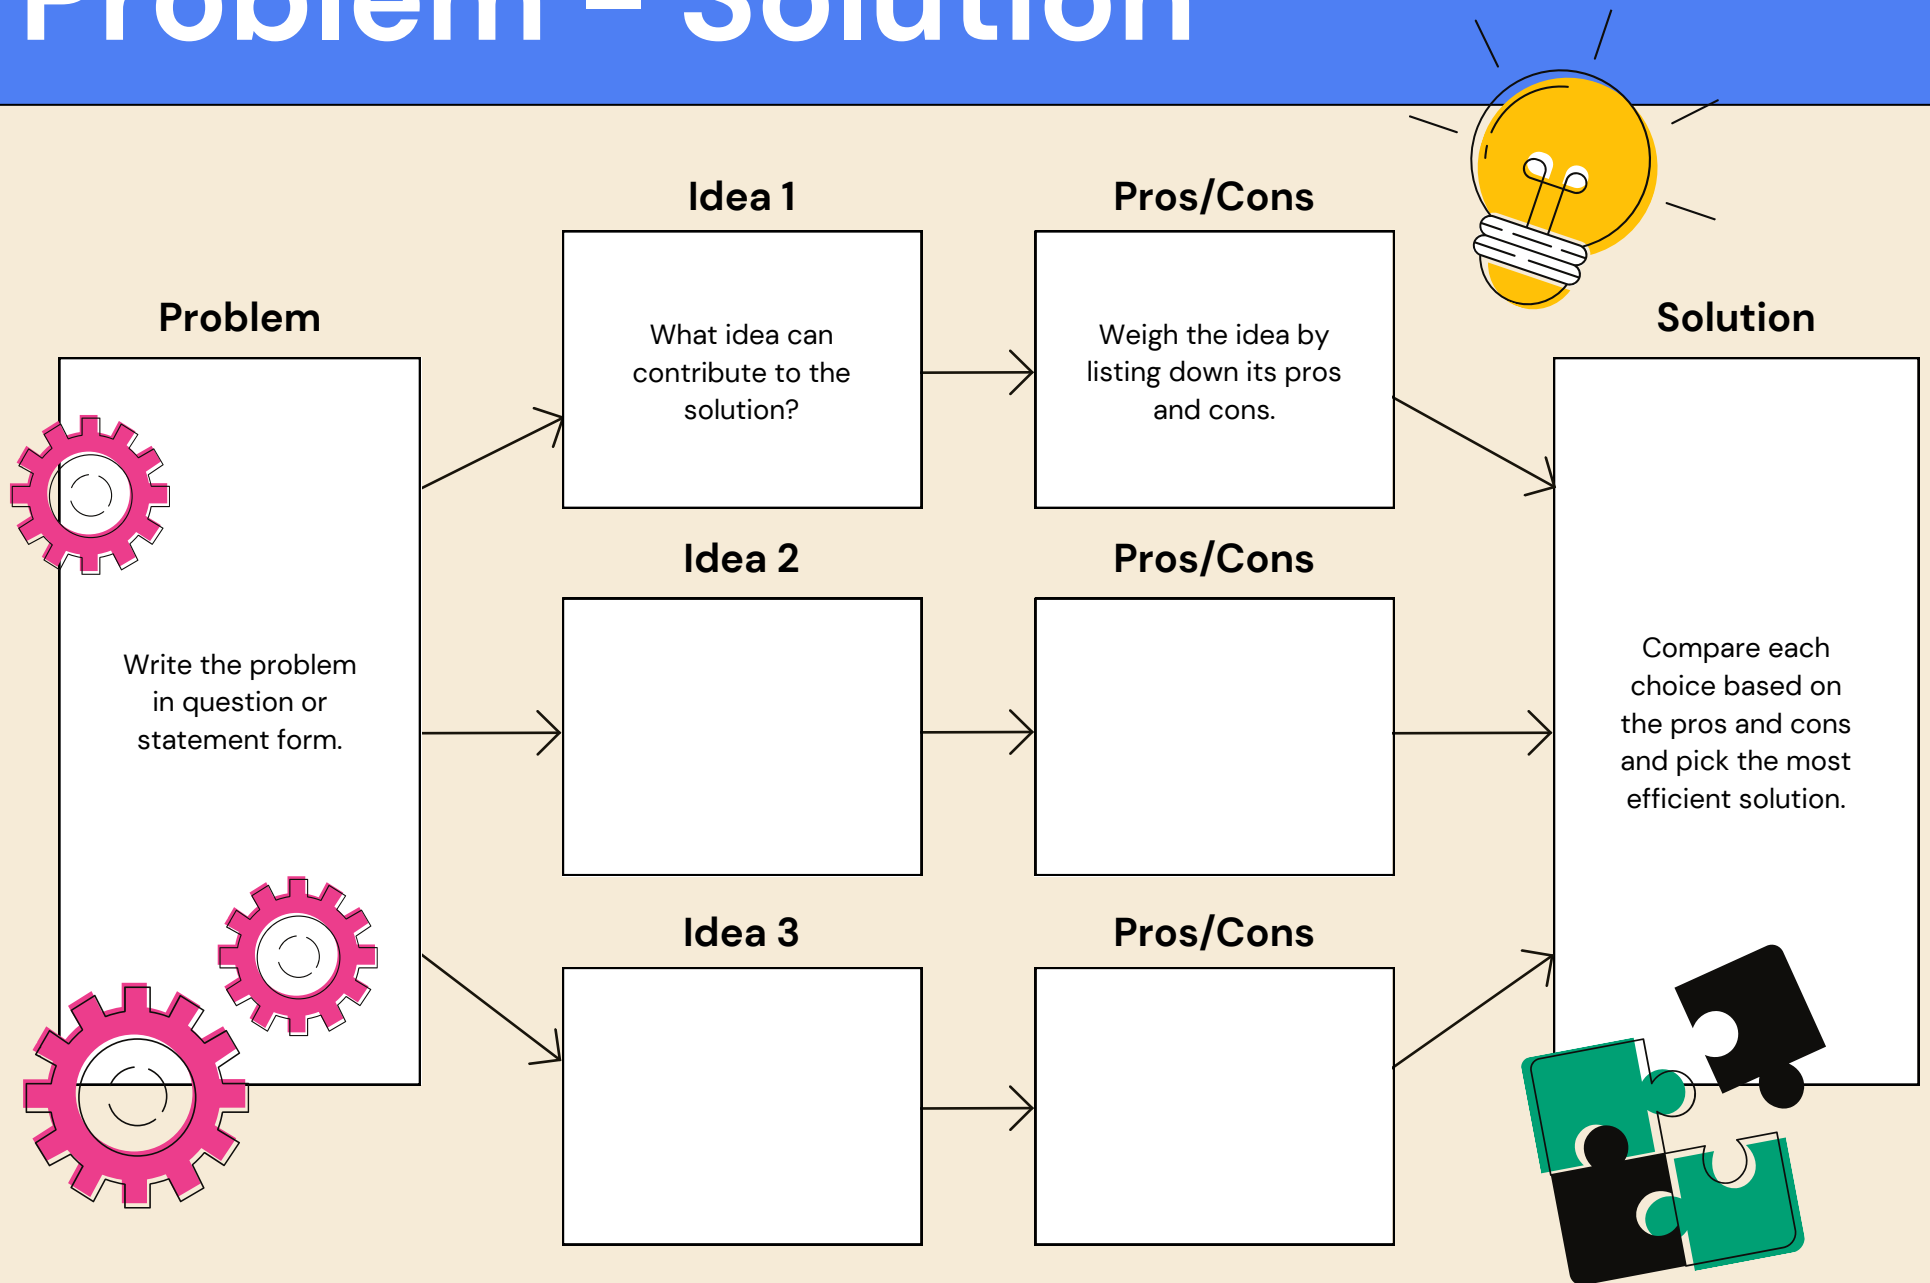 Problem - Solution
Idea 1
Pros/Cons
What idea can
contribute to the
solution?
Weigh the idea by
listing down its pros
and cons.
Problem
Write the problem
in question or
statement form.
Idea 2
Pros/Cons
Idea 3
Pros/Cons
Solution
Compare each
choice based on
the pros and cons
and pick the most
efficient solution.